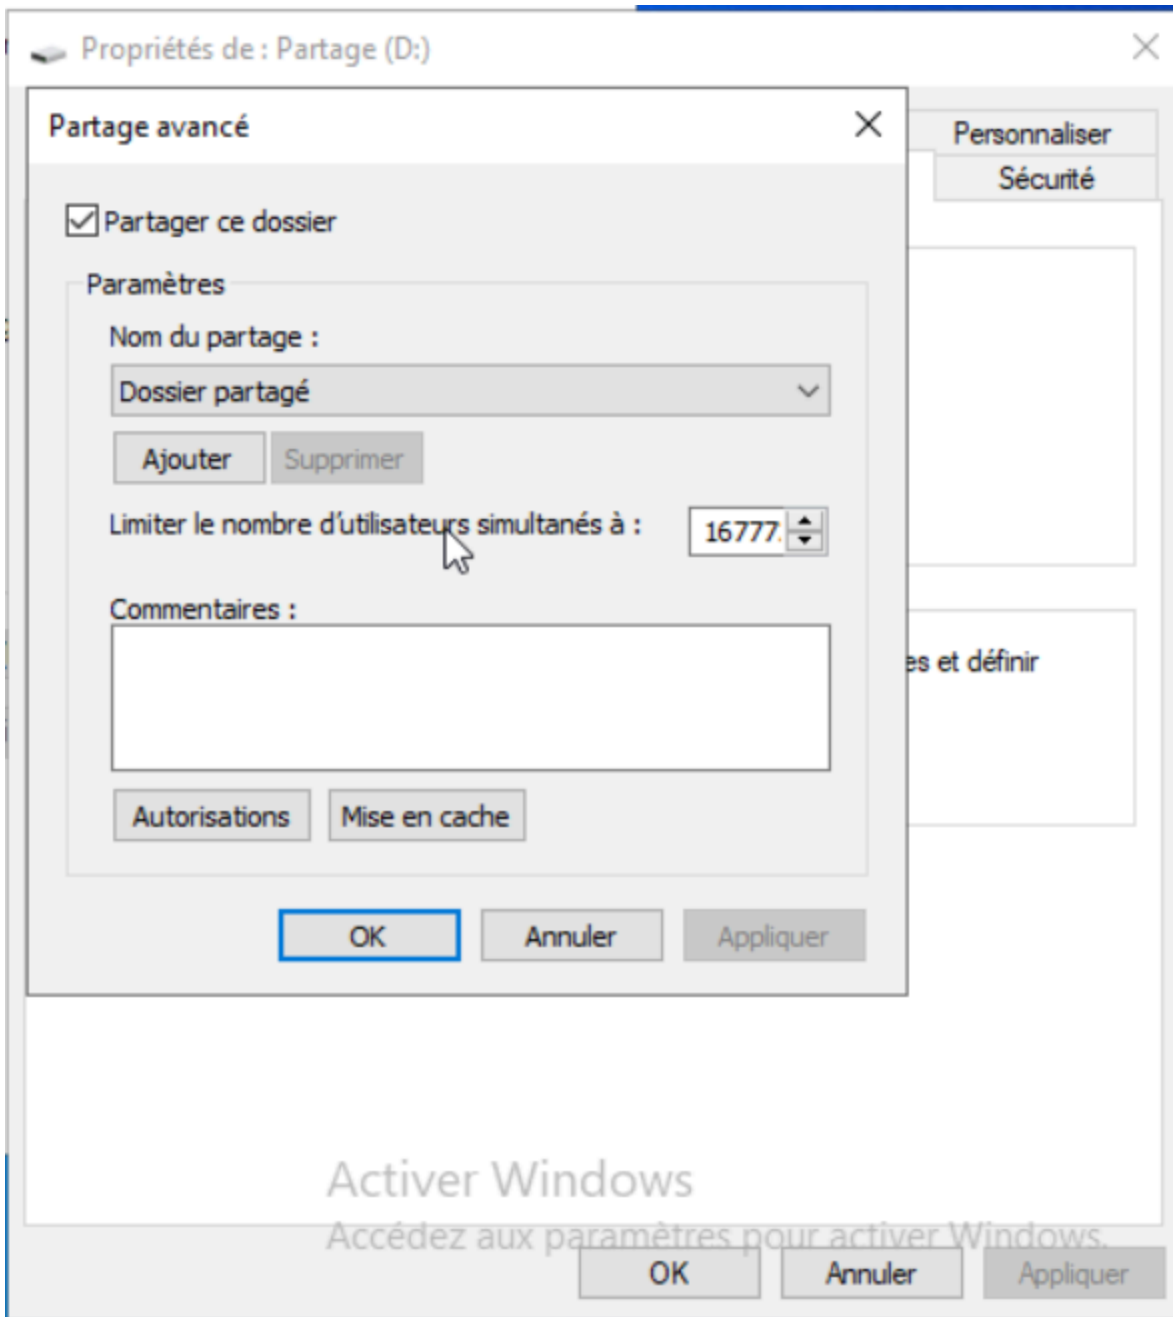 Propriétés de : Partage (D:)
Partage avancé
Personnaliser
Sécurité
Partager ce dossier
Paramètres
Nom du partage :
Dossier partagé
Ajouter
Supprimer
Limiter le nombre d'utilisateurs simultanés à :
16777
Commentaires :
es et définir
Autorisations
Mise en cache
OK
Annuler
Appliquer
Activer Windows
Accédez aux paramètres pour activer Windows.
OK
Annuler
Appliquer